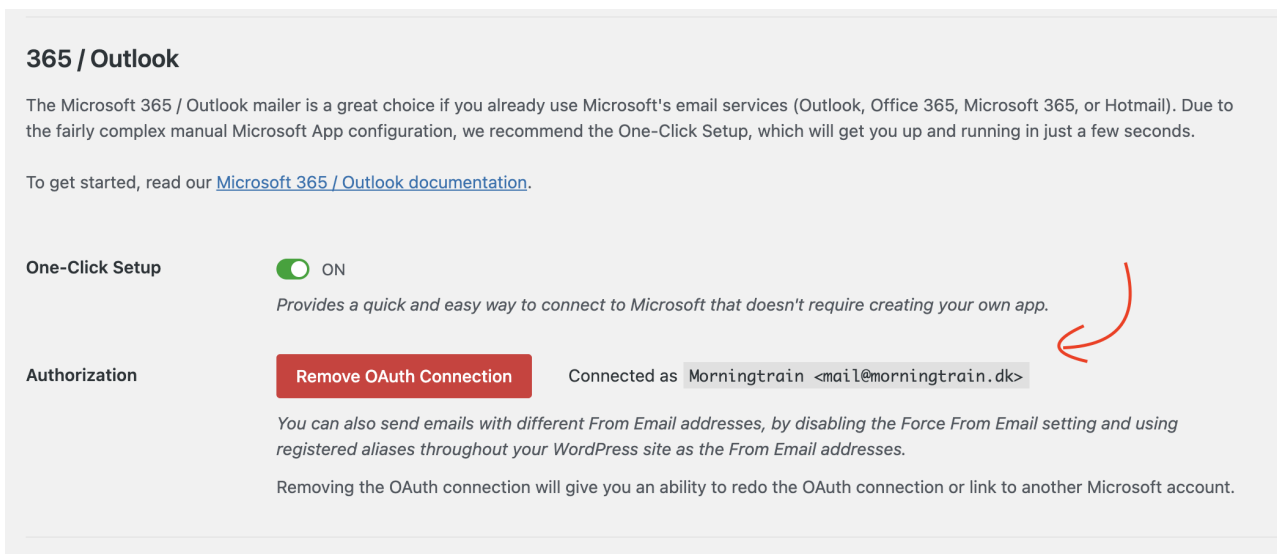 365 / Outlook
The Microsoft 365 / Outlook mailer is a great choice if you already use Microsoft's email services (Outlook, Office 365, Microsoft 365, or Hotmail). Due to
the fairly complex manual Microsoft App configuration, we recommend the One-Click Setup, which will get you up and running in just a few seconds.
To get started, read our Microsoft 365 / Outlook documentation.
One-Click Setup
ON
Provides a quick and easy way to connect to Microsoft that doesn't require creating your own app.
Authorization
Remove OAuth Connection
Connected as Morningtrain <mail@morningtrain.dk>
You can also send emails with different From Email addresses, by disabling the Force From Email setting and using
registered aliases throughout your WordPress site as the From Email addresses.
Removing the OAuth connection will give you an ability to redo the OAuth connection or link to another Microsoft account.